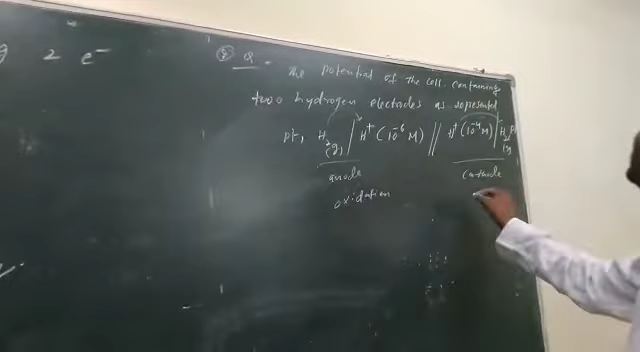 2 e⁻
Q. The potential of the cell containing
two hydrogen electrodes as represented
Pt, H₂(g) | H⁺ (10⁻⁶ M) || H⁺ (10⁻⁴ M) | H₂
anode cathode
oxidation